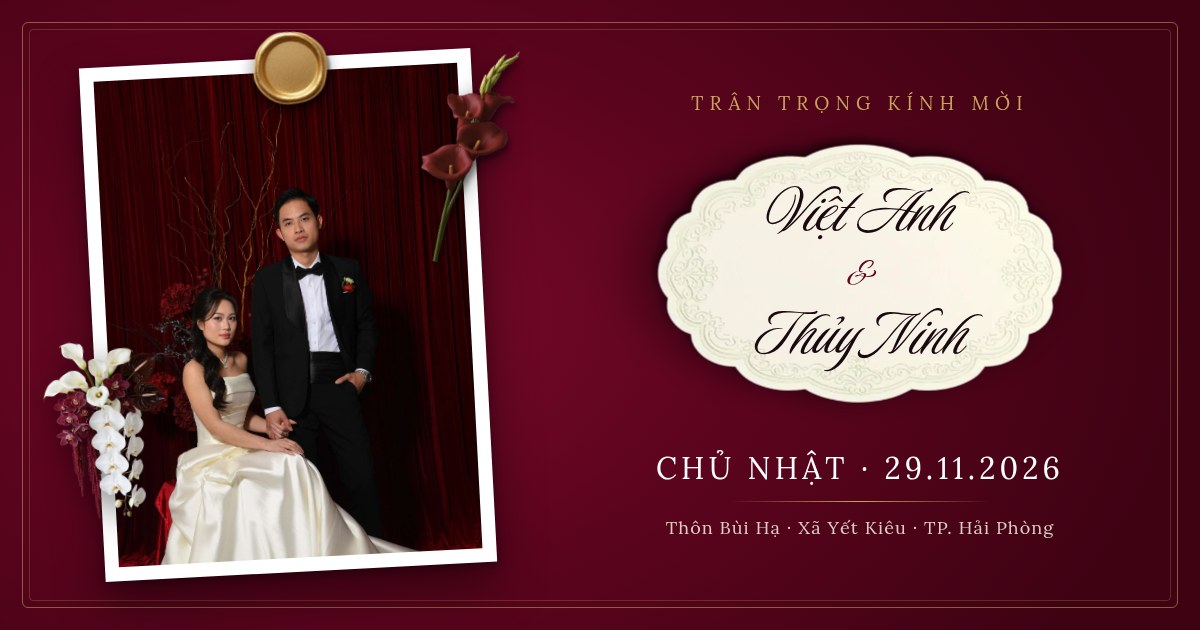 TRÂN TRỌNG KÍNH MỜI
Việt Anh
&
Thủy Ninh
CHỦ NHẬT · 29.11.2026
Thôn Bùi Hạ · Xã Yết Kiêu · TP. Hải Phòng